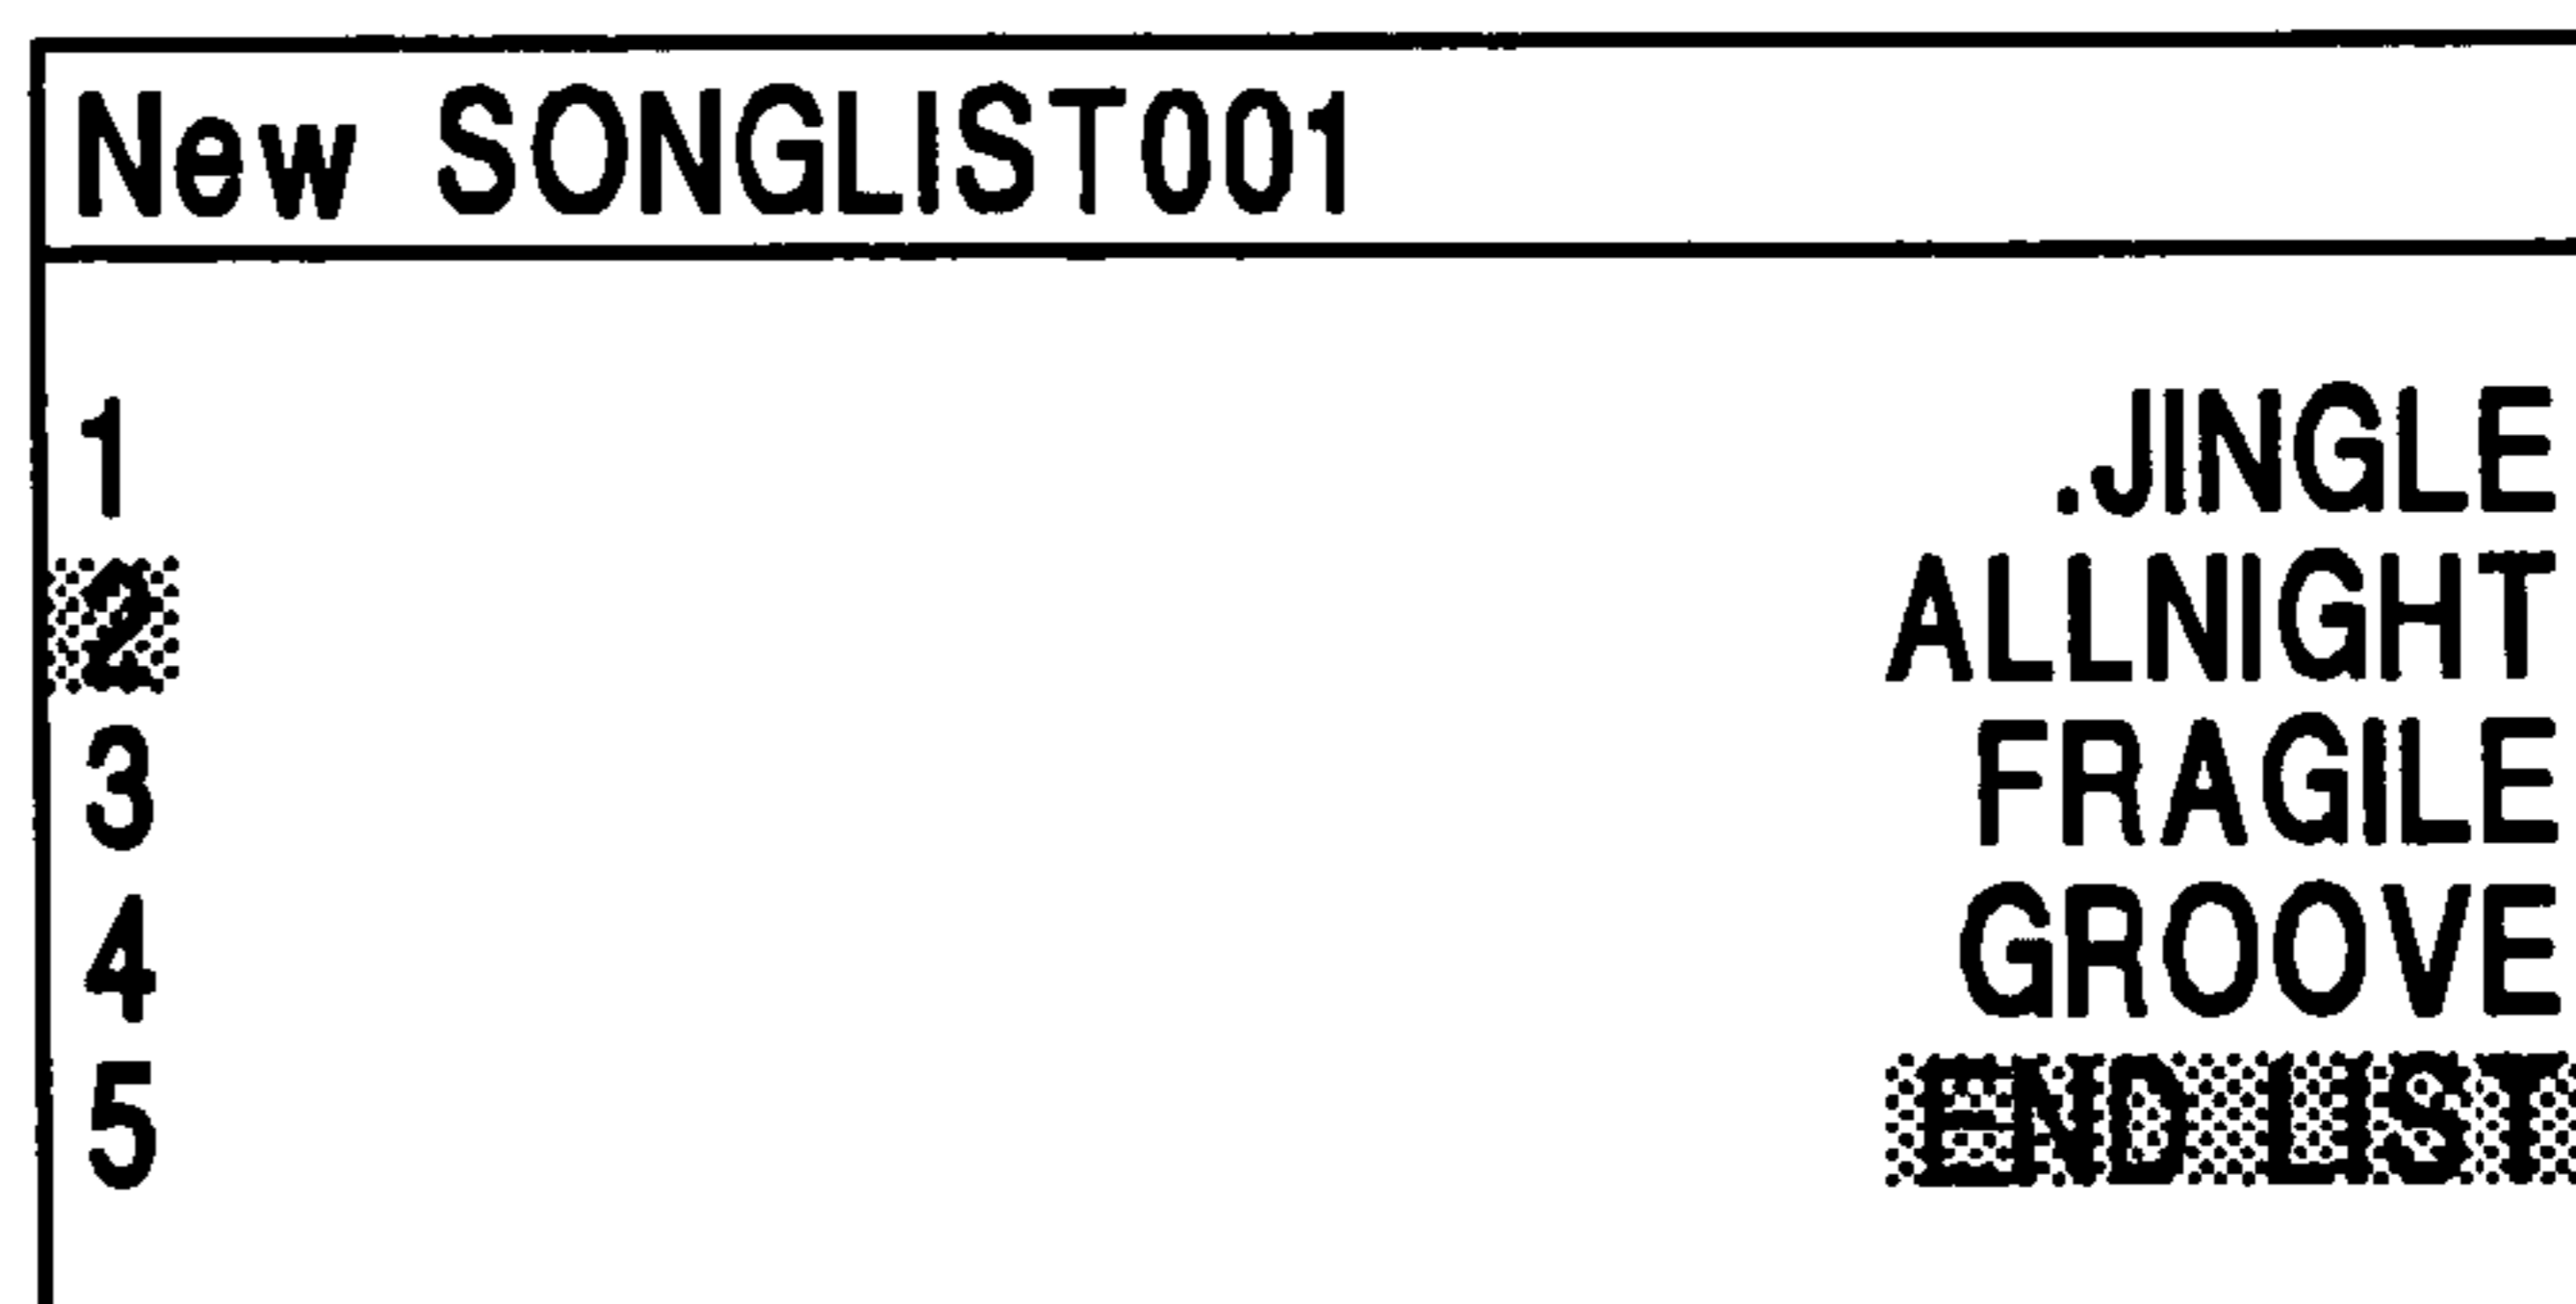 New SONGLIST001
1 .JINGLE
2 ALLNIGHT
3 FRAGILE
4 GROOVE
5 END LIST